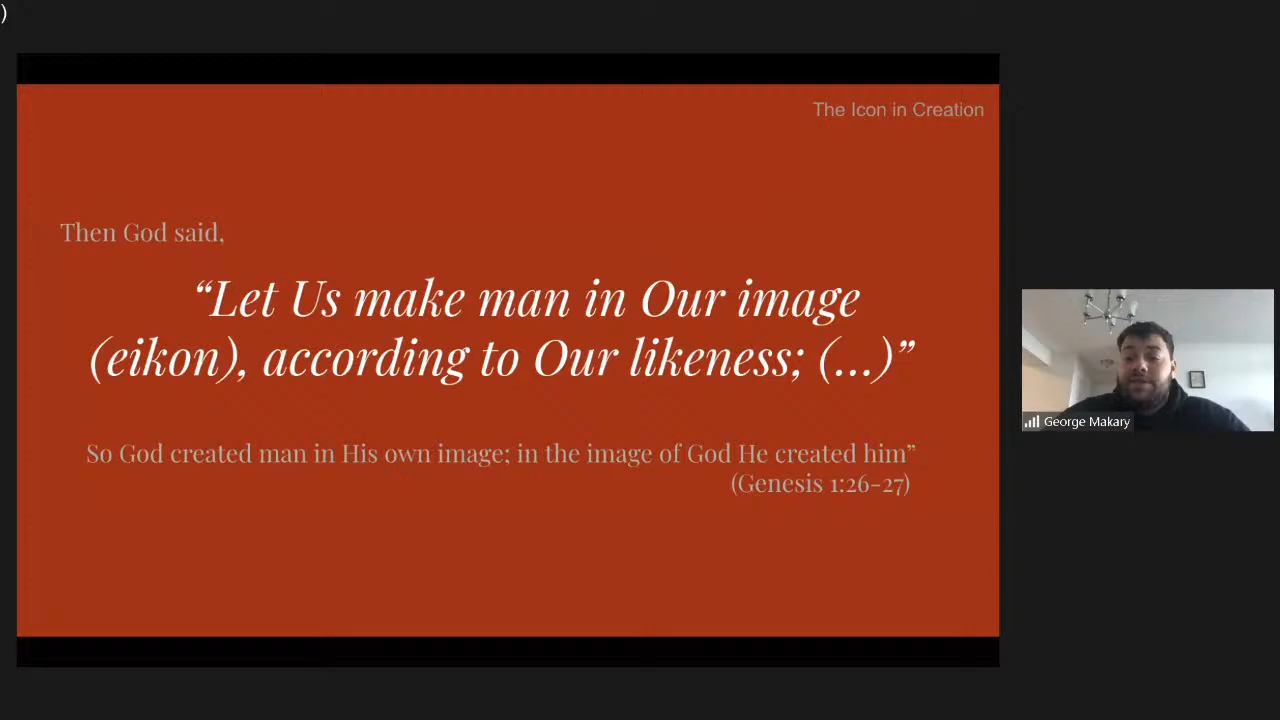 )
The Icon in Creation
Then God said,
“Let Us make man in Our image
(eikon), according to Our likeness; (...)”
So God created man in His own image; in the image of God He created him”
(Genesis 1:26-27)
George Makary